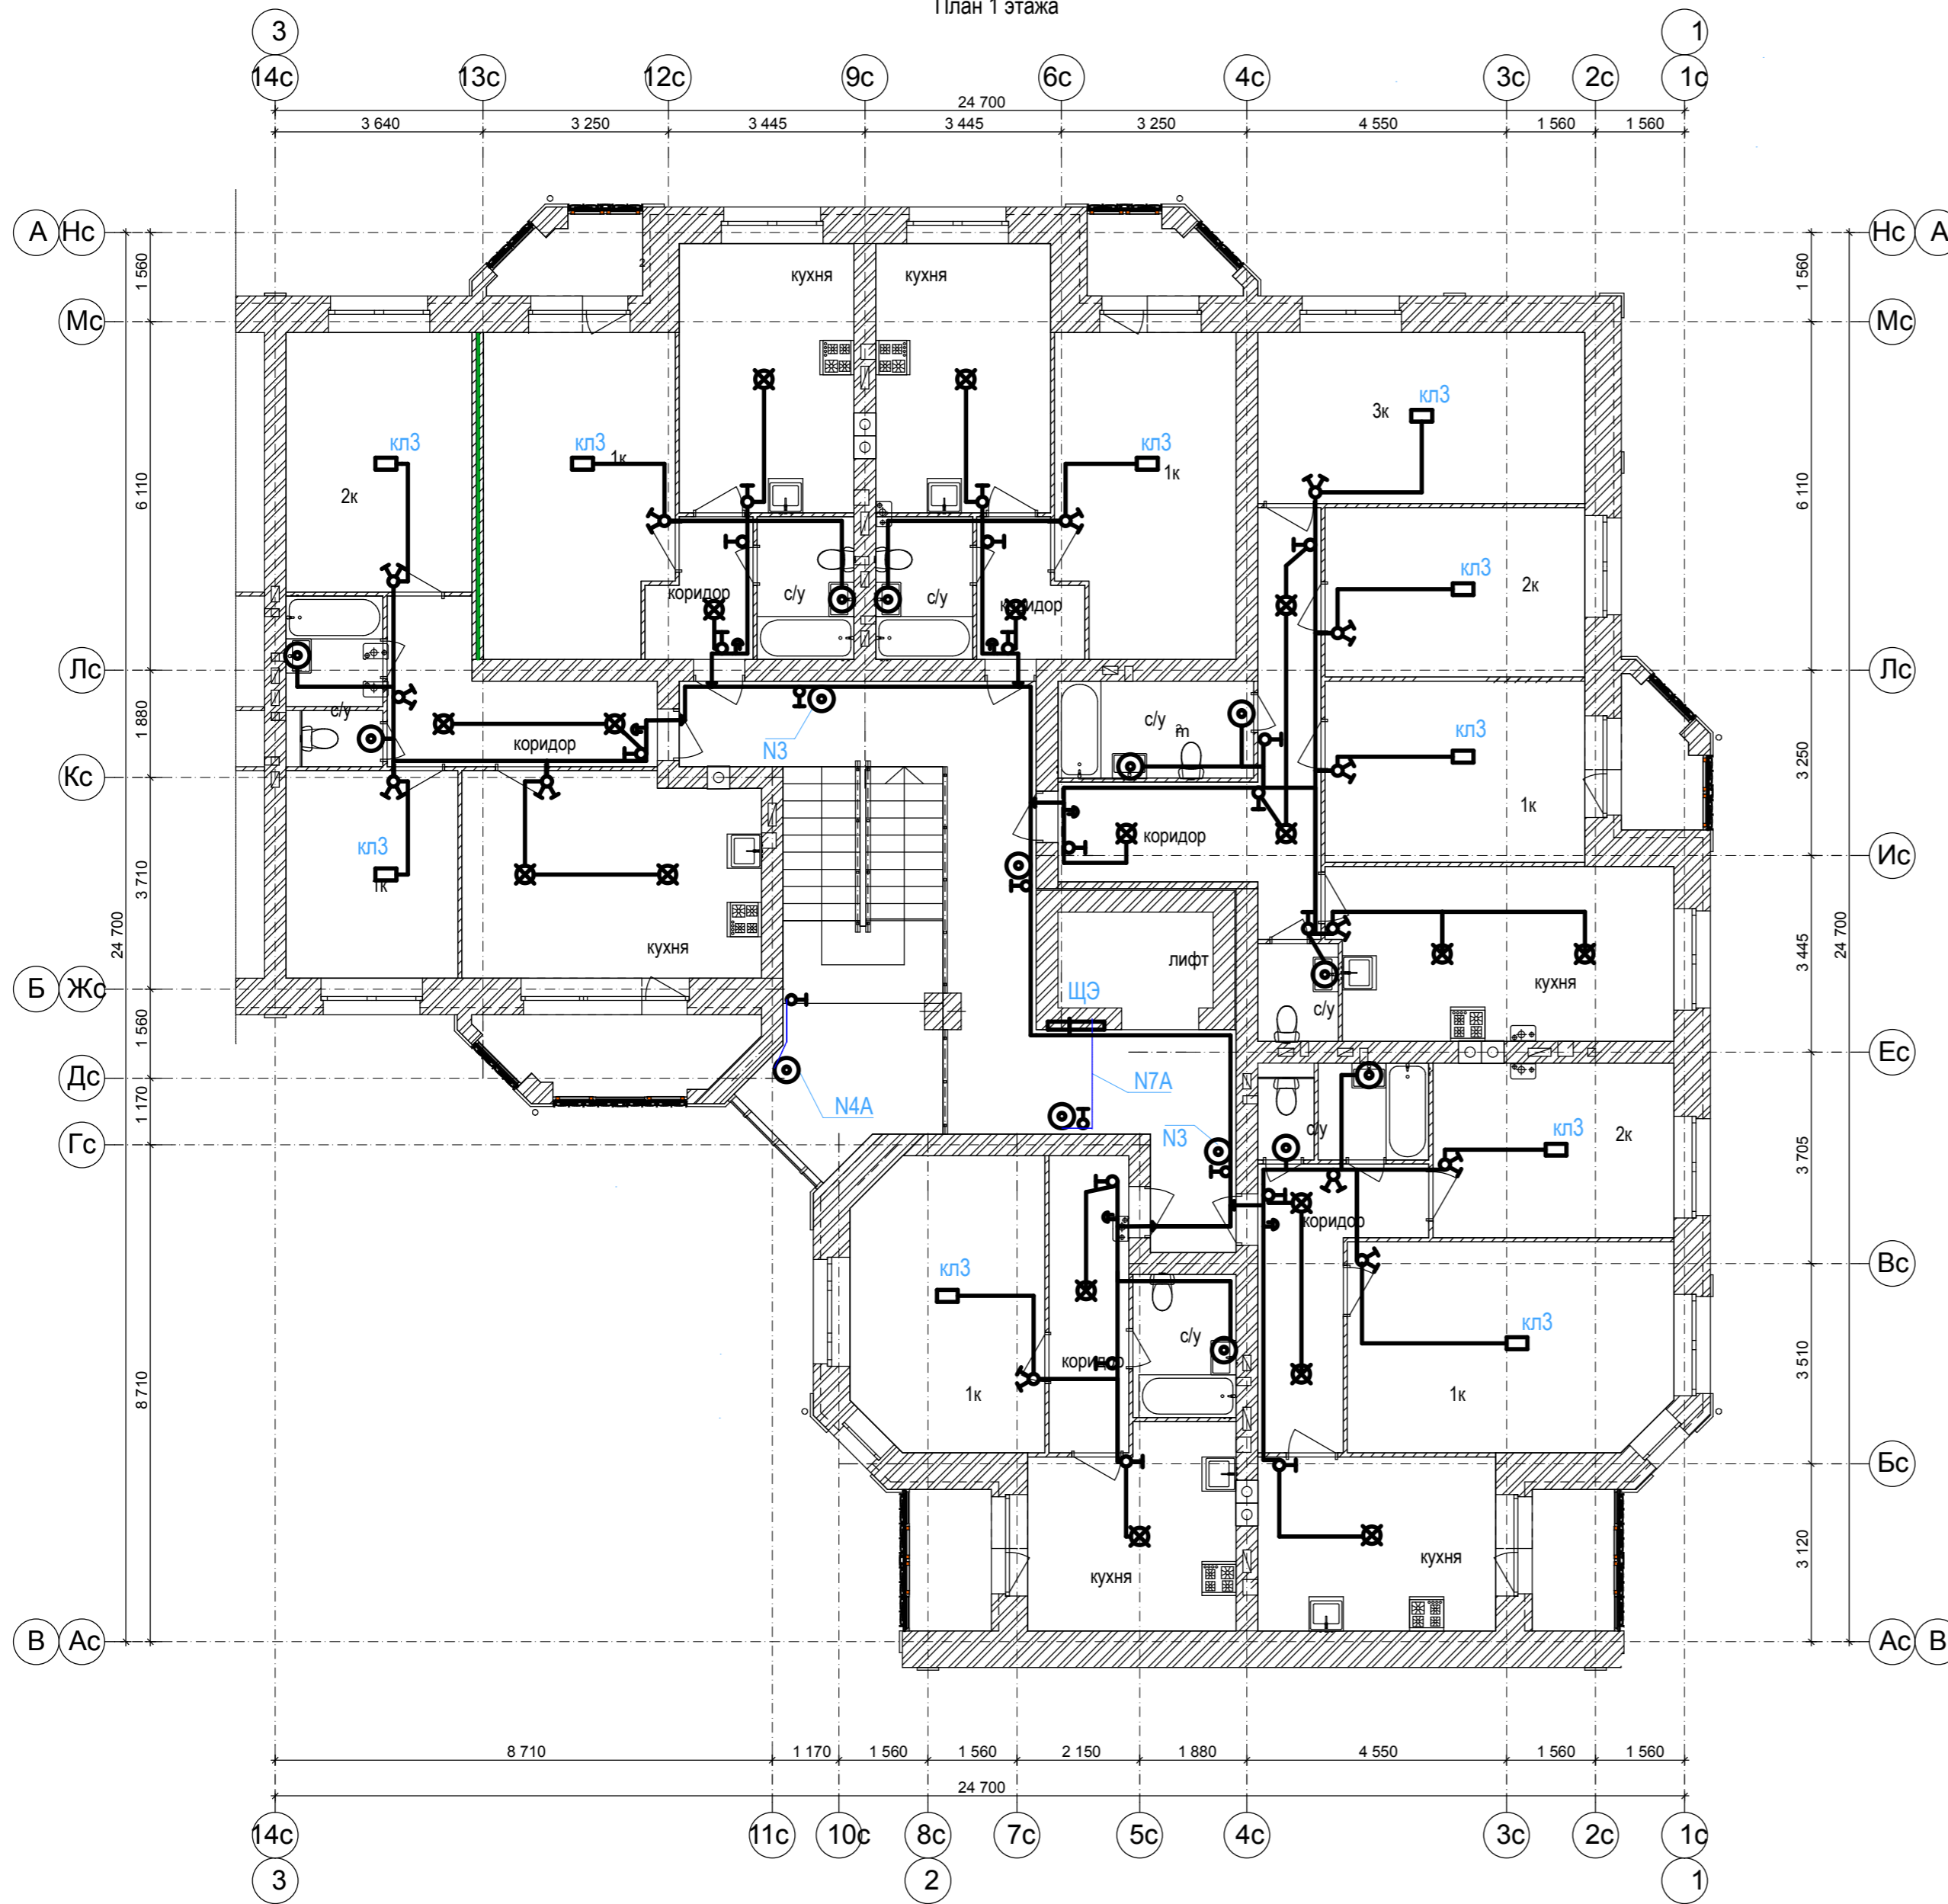 План 1 этажа
3 1
14с 13с 12с 9с 6с 4с 3с 2с 1с
24 700
3 640 3 250 3 445 3 445 3 250 4 550 1 560 1 560
А Нс Нс А
1 560 1 560
2
кухня кухня
Мс Мс
кл3
3к
кл3 кл3 кл3
1к 1к
2к
6 110 6 110
кл3
2к
коридор с/у с/у коридор
Лс Лс
с/у
с/у m 2
кл3
1 880
коридор
N3
3 250
Кс Кс
1к
коридор
кл3
Ис
1к
3 710
24 700 24 700
кухня
лифт
3 445
кухня
Б Жс
ЩЭ
с/у
1 560
Ес
Дс
N7А
N4А
1 170
с/у
кл3
2к
N3
3 705
Гс
коридор
кл3
Вс
кл3
с/у
коридор
1к 1к
3 510
8 710
Бс
кухня
кухня
3 120
В Ас Ас В
8 710 1 170 1 560 1 560 2 150 1 880 4 550 1 560 1 560
24 700
14с 11с 10с 8с 7с 5с 4с 3с 2с 1с
3 2 1